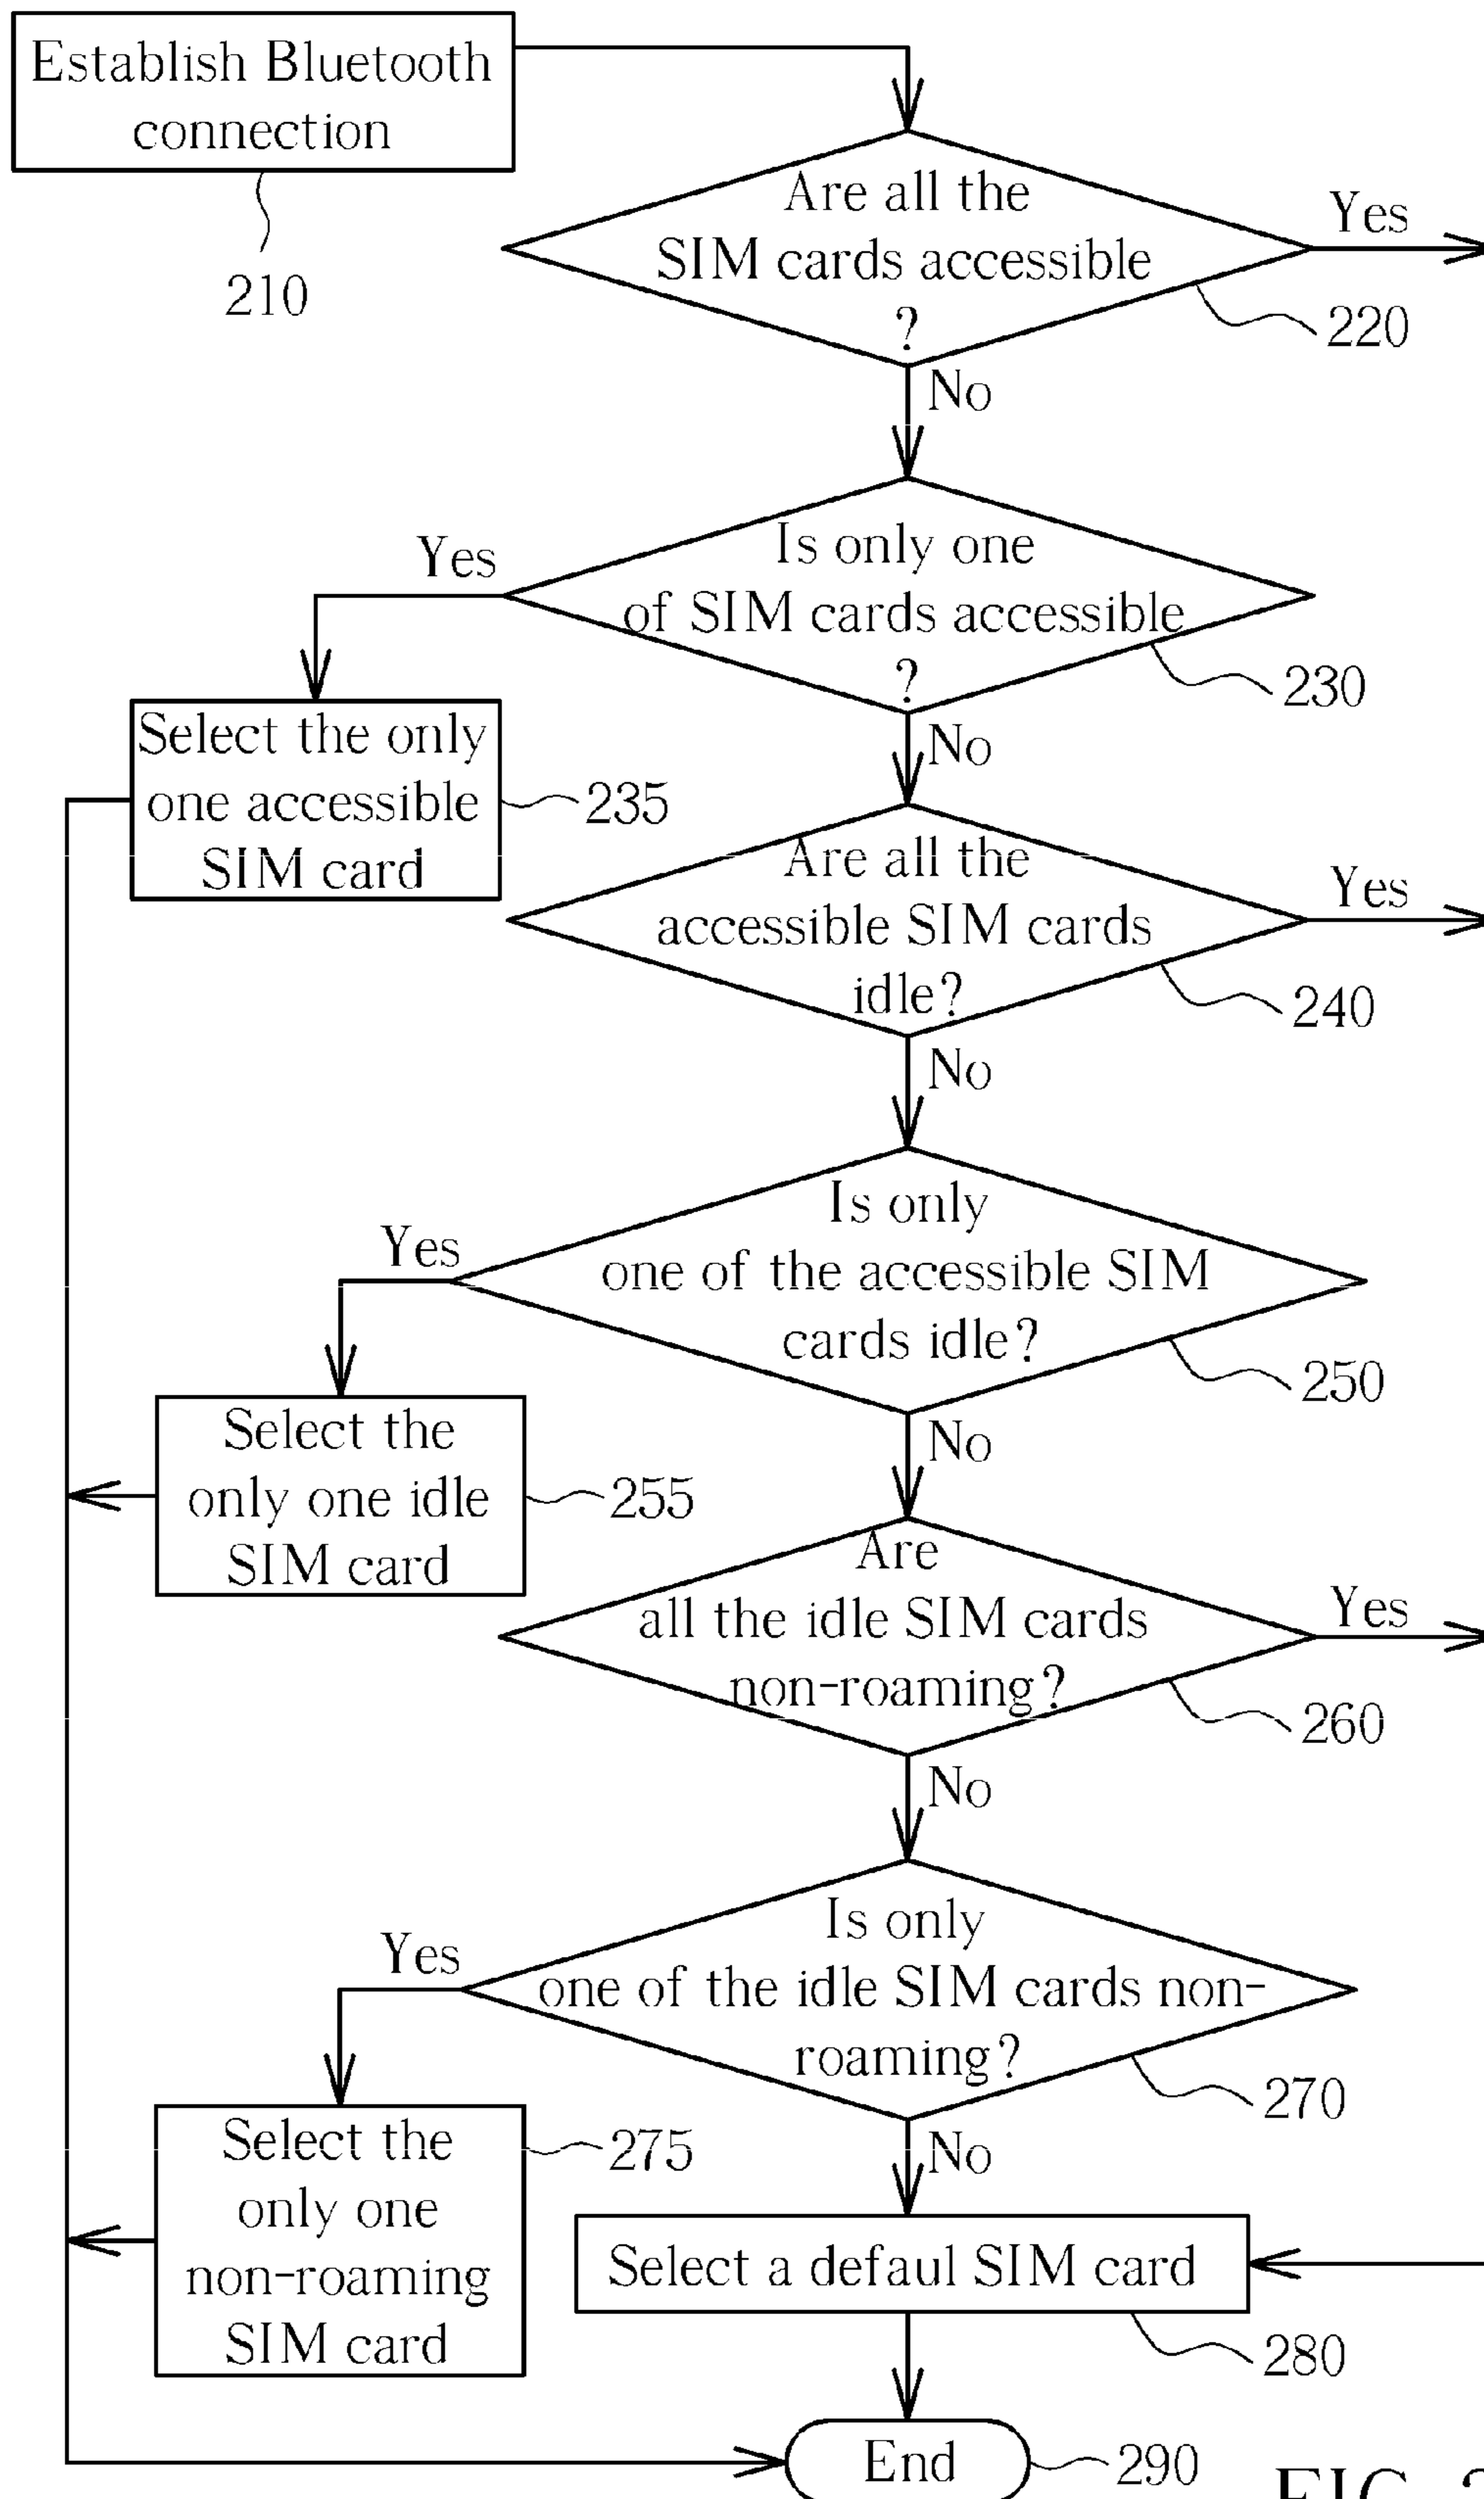 Establish Bluetooth
connection
210
Are all the
SIM cards accessible
?
Yes
220
No
Is only one
of SIM cards accessible
?
Yes
230
No
Select the only
one accessible
SIM card
235
Are all the
accessible SIM cards
idle?
Yes
240
No
Is only
one of the accessible SIM
cards idle?
Yes
250
No
Select the
only one idle
SIM card
255
Are
all the idle SIM cards
non-roaming?
Yes
260
No
Is only
one of the idle SIM cards non-
roaming?
Yes
270
No
Select the
only one
non-roaming
SIM card
275
Select a defaul SIM card
280
End
290